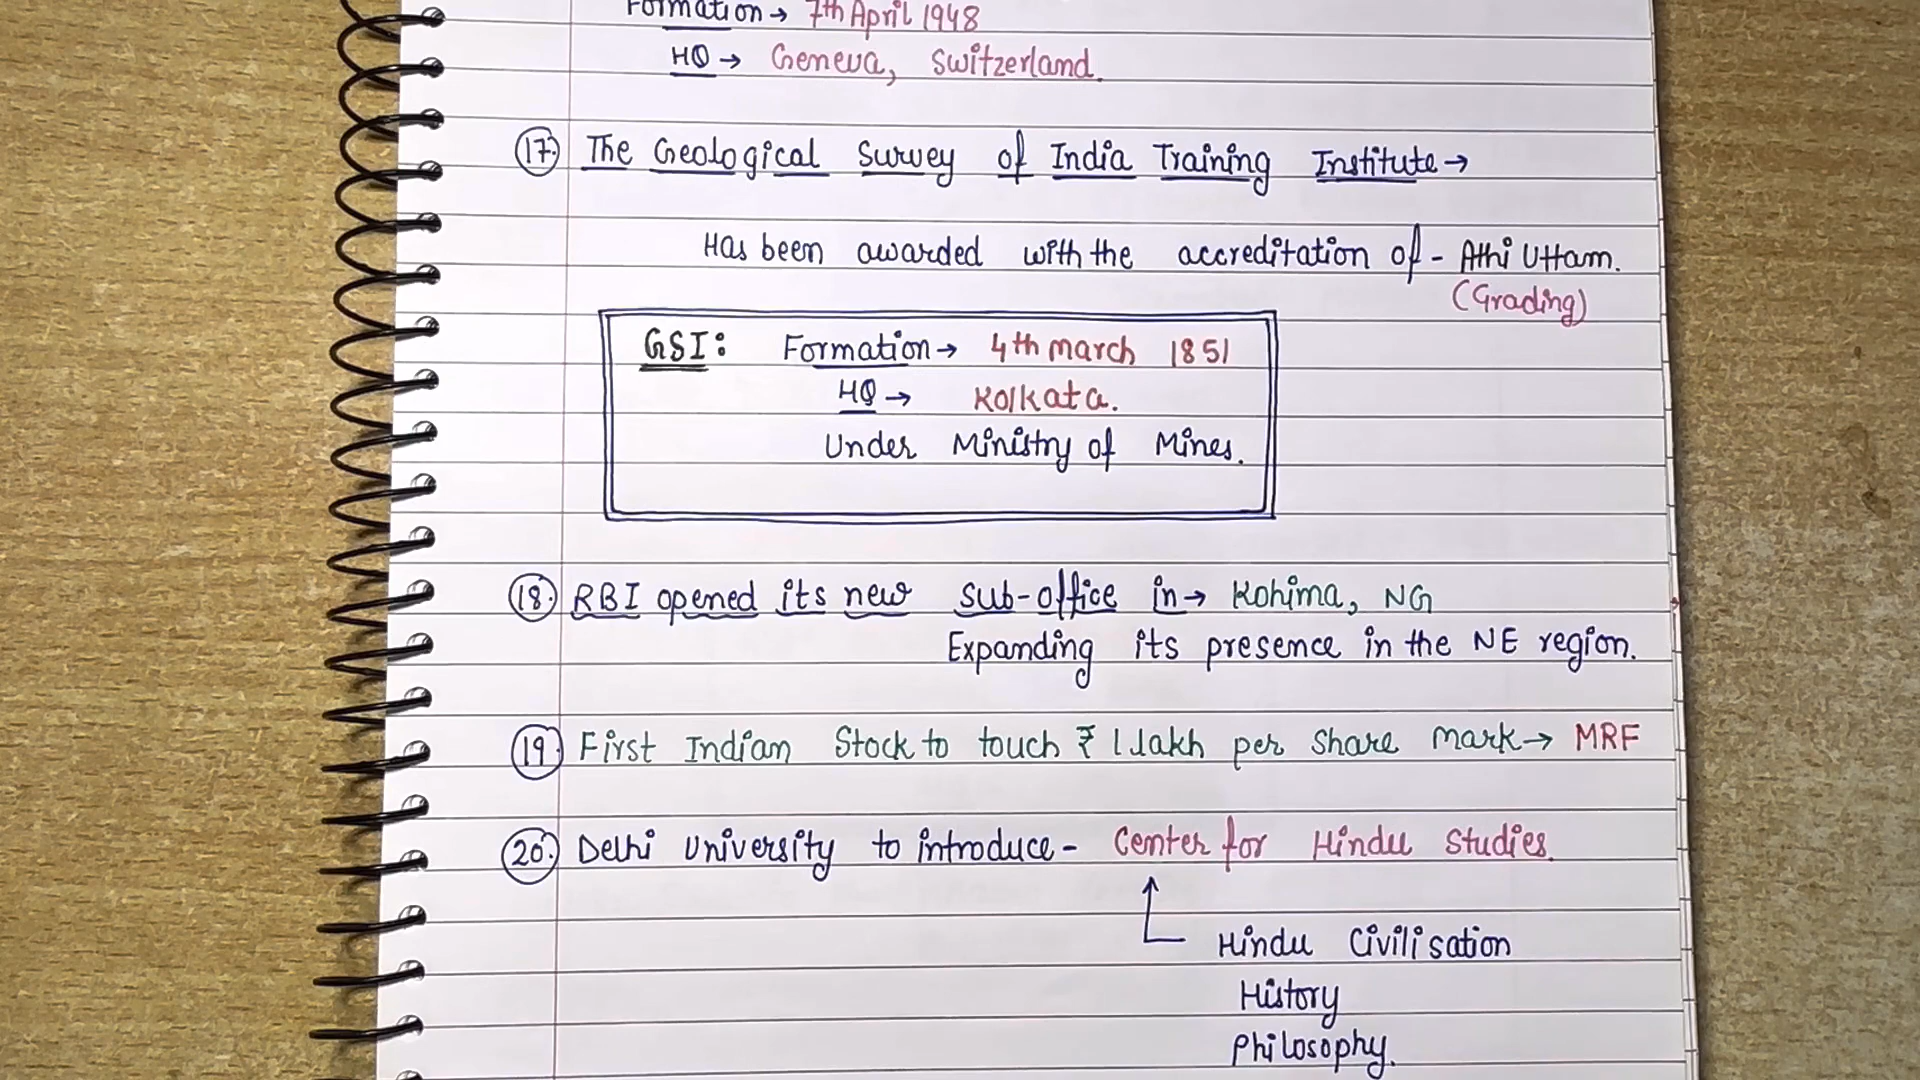 Formation → 7th April 1948
HQ → Geneva, Switzerland.
17. The Geological Survey of India Training Institute →
Has been awarded with the accreditation of - Athi Uttam.
(Grading)
GSI: Formation → 4th march 1851
HQ → Kolkata.
Under Ministry of Mines.
18. RBI opened its new sub-office in → Kohima, NG
Expanding its presence in the NE region.
19. First Indian Stock to touch ₹ 1 lakh per share mark → MRF
20. Delhi University to introduce - Center for Hindu Studies.
Hindu Civilisation
History
Philosophy.